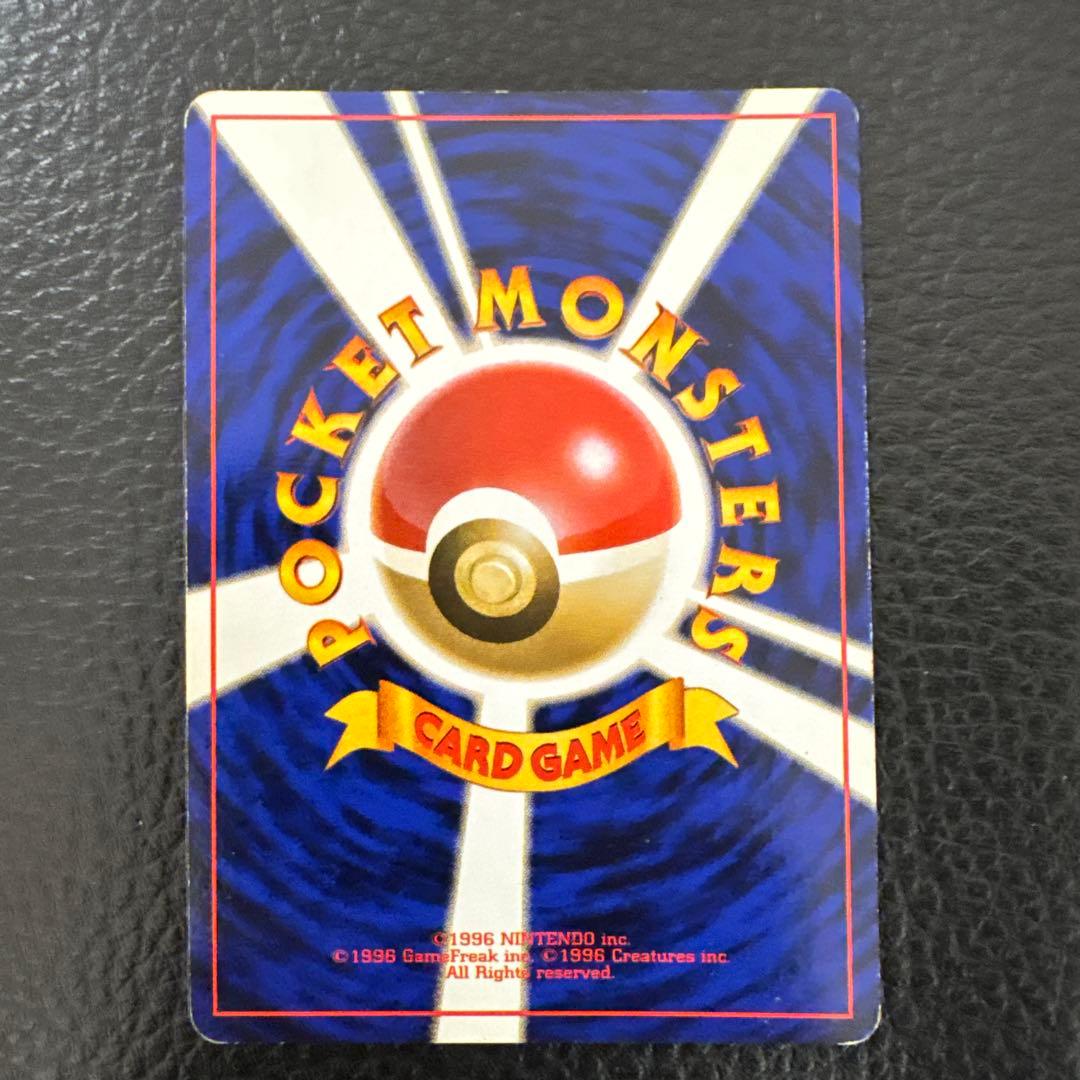 POCKET MONSTERS
CARD GAME
©1996 NINTENDO inc.
©1996 GameFreak inc. ©1996 Creatures inc.
All Rights reserved.